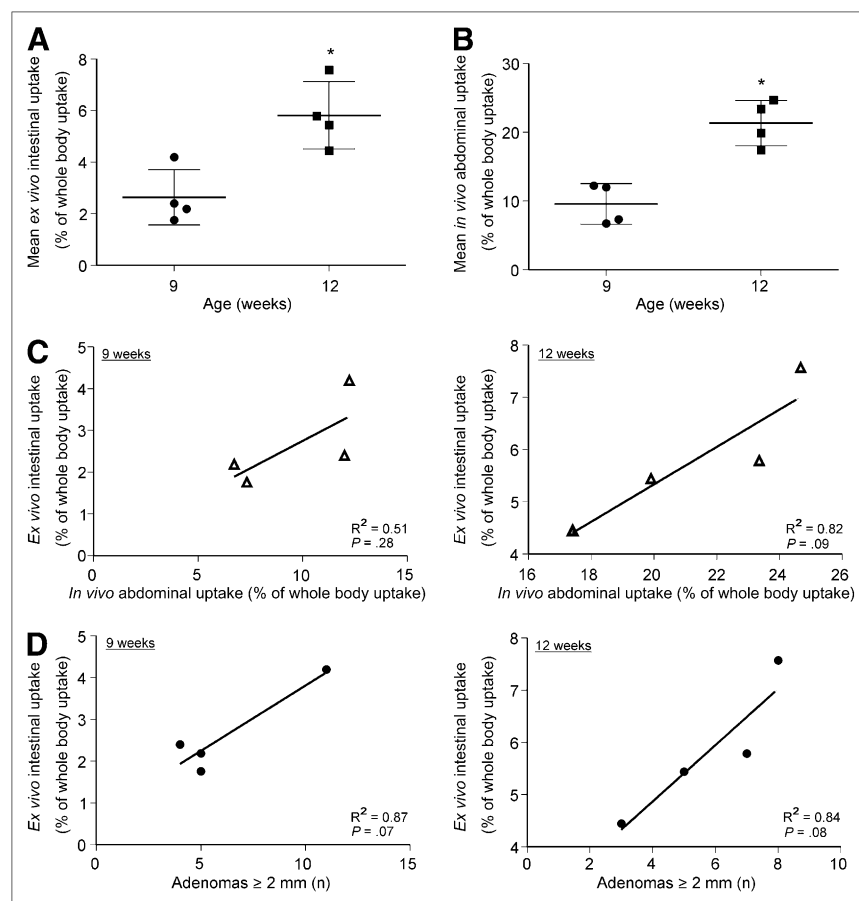 A
Mean ex vivo intestinal uptake
(% of whole body uptake)
8
6
4
2
0
*
9
12
Age (weeks)
B
Mean in vivo abdominal uptake
(% of whole body uptake)
30
20
10
0
*
9
12
Age (weeks)
C
Ex vivo intestinal uptake
(% of whole body uptake)
5
4
3
2
1
0
9 weeks
R² = 0.51
P = .28
0
5
10
15
In vivo abdominal uptake (% of whole body uptake)
Ex vivo intestinal uptake
(% of whole body uptake)
8
7
6
5
4
12 weeks
R² = 0.82
P = .09
16
18
20
22
24
26
In vivo abdominal uptake (% of whole body uptake)
D
Ex vivo intestinal uptake
(% of whole body uptake)
5
4
3
2
1
0
9 weeks
R² = 0.87
P = .07
0
5
10
15
Adenomas ≥ 2 mm (n)
Ex vivo intestinal uptake
(% of whole body uptake)
8
7
6
5
4
12 weeks
R² = 0.84
P = .08
0
2
4
6
8
10
Adenomas ≥ 2 mm (n)